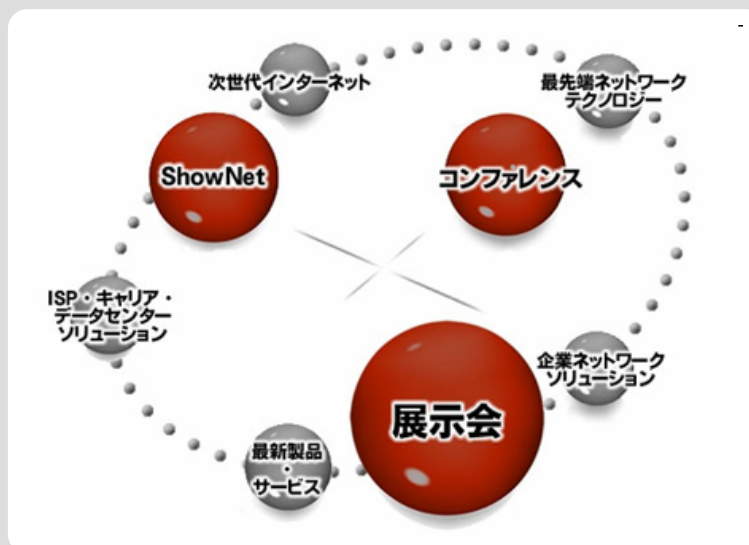 次世代インターネット
最先端ネットワーク
テクノロジー
ShowNet
コンファレンス
ISP・キャリア・
データセンター
ソリューション
企業ネットワーク
ソリューション
展示会
最新製品
・
サービス